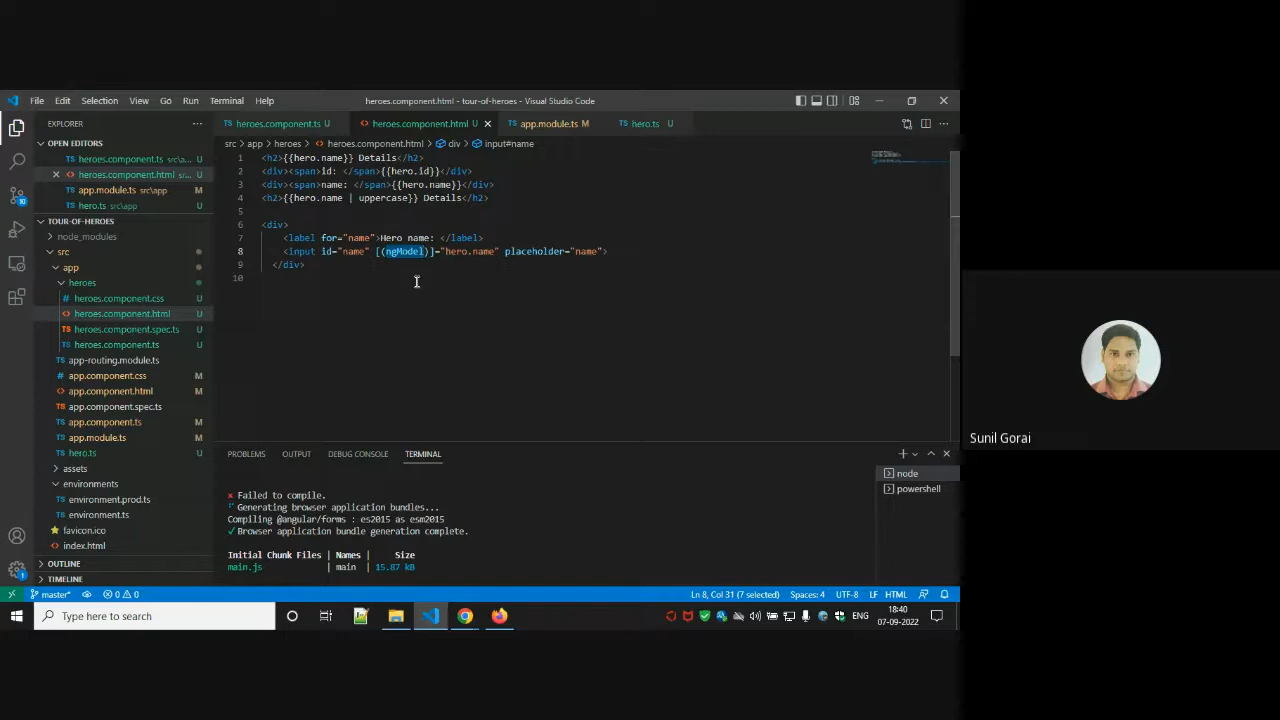 File Edit Selection View Go Run Terminal Help
heroes.component.html - tour-of-heroes - Visual Studio Code
EXPLORER
OPEN EDITORS
heroes.component.ts src\a... U
heroes.component.html src\... U
app.module.ts src\app M
hero.ts src\app U
TOUR-OF-HEROES
node_modules
src
app
heroes
heroes.component.css U
heroes.component.html U
heroes.component.spec.ts U
heroes.component.ts U
app-routing.module.ts
app.component.css M
app.component.html M
app.component.spec.ts
app.component.ts M
app.module.ts M
hero.ts U
assets
environments
environment.prod.ts
environment.ts
favicon.ico
index.html
OUTLINE
TIMELINE
heroes.component.ts U heroes.component.html U app.module.ts M hero.ts U
src > app > heroes > heroes.component.html > div > input#name
1 <h2>{{hero.name}} Details</h2>
2 <div><span>id: </span>{{hero.id}}</div>
3 <div><span>name: </span>{{hero.name}}</div>
4 <h2>{{hero.name | uppercase}} Details</h2>
5
6 <div>
7 <label for="name">Hero name: </label>
8 <input id="name" [(ngModel)]="hero.name" placeholder="name">
9 </div>
10
PROBLEMS OUTPUT DEBUG CONSOLE TERMINAL
node
powershell
× Failed to compile.
Generating browser application bundles...
Compiling @angular/forms : es2015 as esm2015
✓ Browser application bundle generation complete.
Initial Chunk Files | Names | Size
main.js | main | 15.87 kB
master* 0 0 Ln 8, Col 31 (7 selected) Spaces: 4 UTF-8 LF HTML
Type here to search
ENG
18:40
07-09-2022
Sunil Gorai